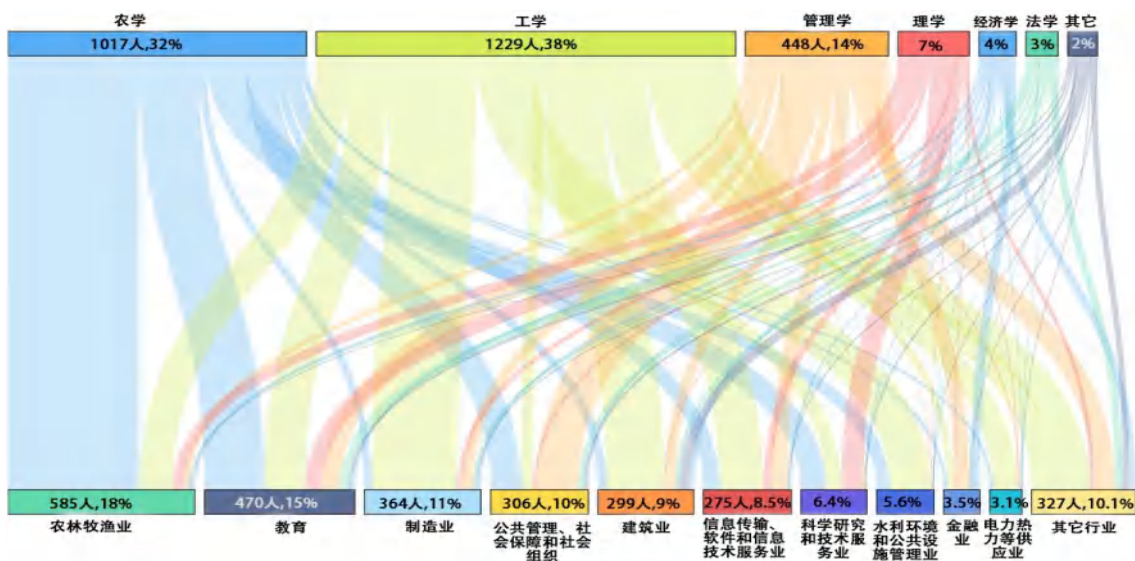 农学 工学 管理学 理学 经济学 法学 其它
1017人,32% 1229人,38% 448人,14% 7% 4% 3% 2%
585人,18% 470人,15% 364人,11% 306人,10% 299人,9% 275人,8.5% 6.4% 5.6% 3.5% 3.1% 327人,10.1%
农林牧渔业
教育
制造业
公共管理、社
会保障和社会
组织
建筑业
信息传输、
软件和信息
技术服务业
科学研究
和技术服
务业
水利环境
和公共设
施管理业
金融
业
电力热
力等供
应业
其它行业